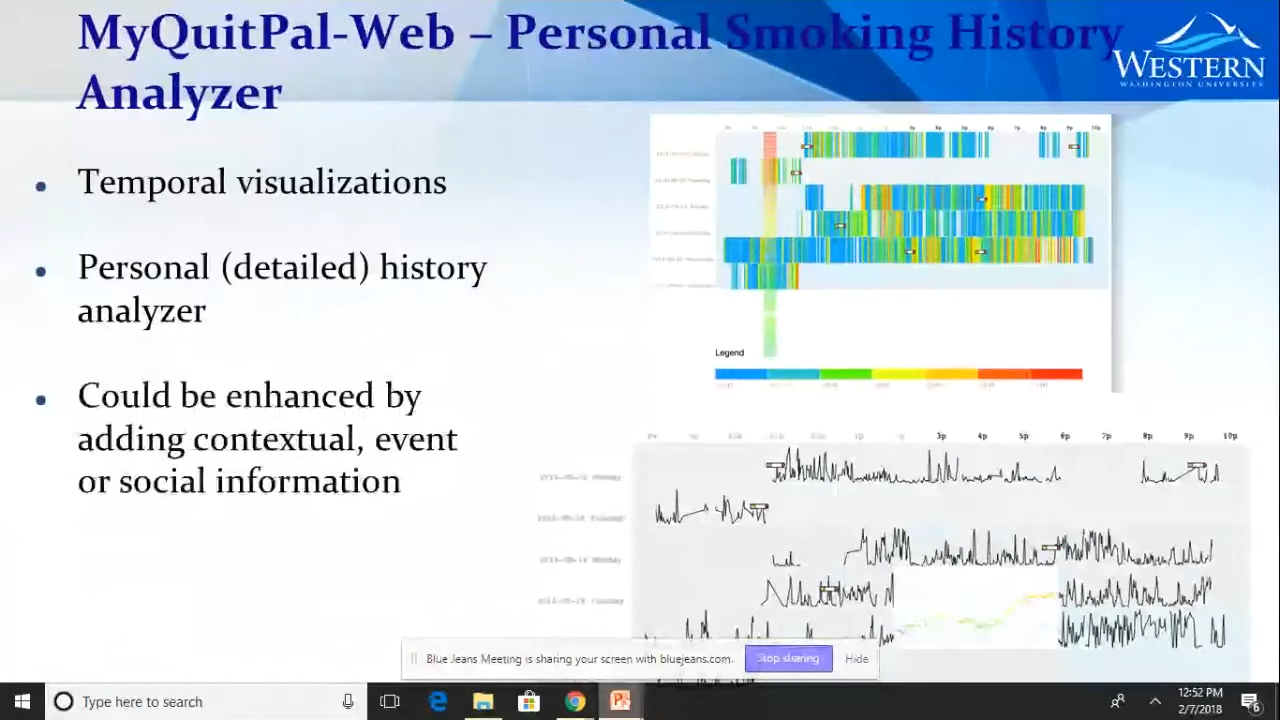 MyQuitPal-Web – Personal Smoking History
Analyzer
WESTERN
WASHINGTON UNIVERSITY
• Temporal visualizations
• Personal (detailed) history
analyzer
• Could be enhanced by
adding contextual, event
or social information
9p 10p
Legend
3p 4p 5p 6p 7p 8p 9p 10p
Blue Jeans Meeting is sharing your screen with bluejeans.com.
Stop sharing
Hide
Type here to search
12:52 PM
2/7/2018
6